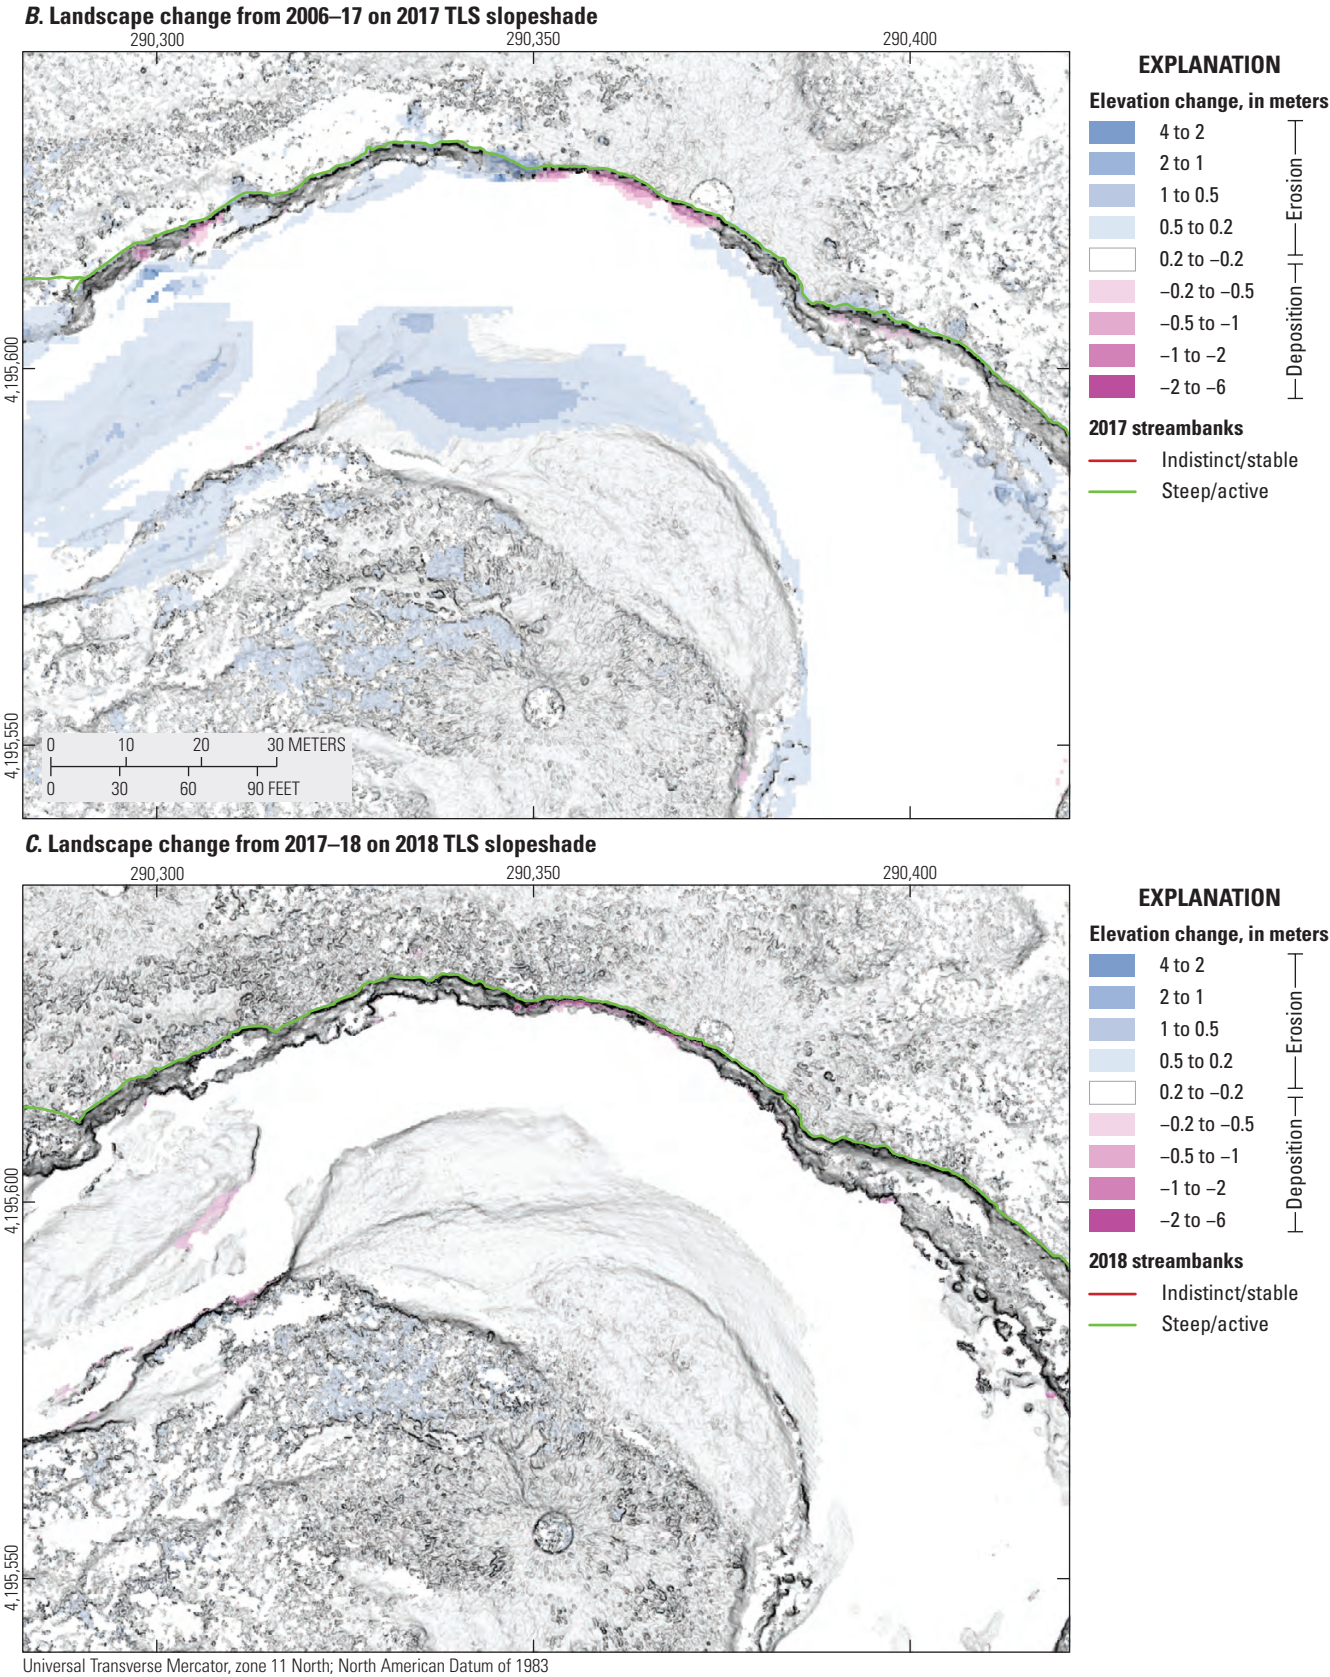 B. Landscape change from 2006–17 on 2017 TLS slopeshade
290,300 290,350 290,400
4,195,600
4,195,550
0 10 20 30 METERS
0 30 60 90 FEET
EXPLANATION
Elevation change, in meters
4 to 2
2 to 1
1 to 0.5
0.5 to 0.2
0.2 to −0.2
−0.2 to −0.5
−0.5 to −1
−1 to −2
−2 to −6
Erosion
Deposition
2017 streambanks
Indistinct/stable
Steep/active
C. Landscape change from 2017–18 on 2018 TLS slopeshade
290,300 290,350 290,400
4,195,600
4,195,550
EXPLANATION
Elevation change, in meters
4 to 2
2 to 1
1 to 0.5
0.5 to 0.2
0.2 to −0.2
−0.2 to −0.5
−0.5 to −1
−1 to −2
−2 to −6
Erosion
Deposition
2018 streambanks
Indistinct/stable
Steep/active
Universal Transverse Mercator, zone 11 North; North American Datum of 1983